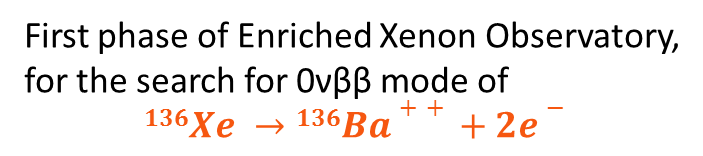 First phase of Enriched Xenon Observatory,
for the search for 0νββ mode of
¹³⁶Xe → ¹³⁶Ba⁺⁺ + 2e⁻